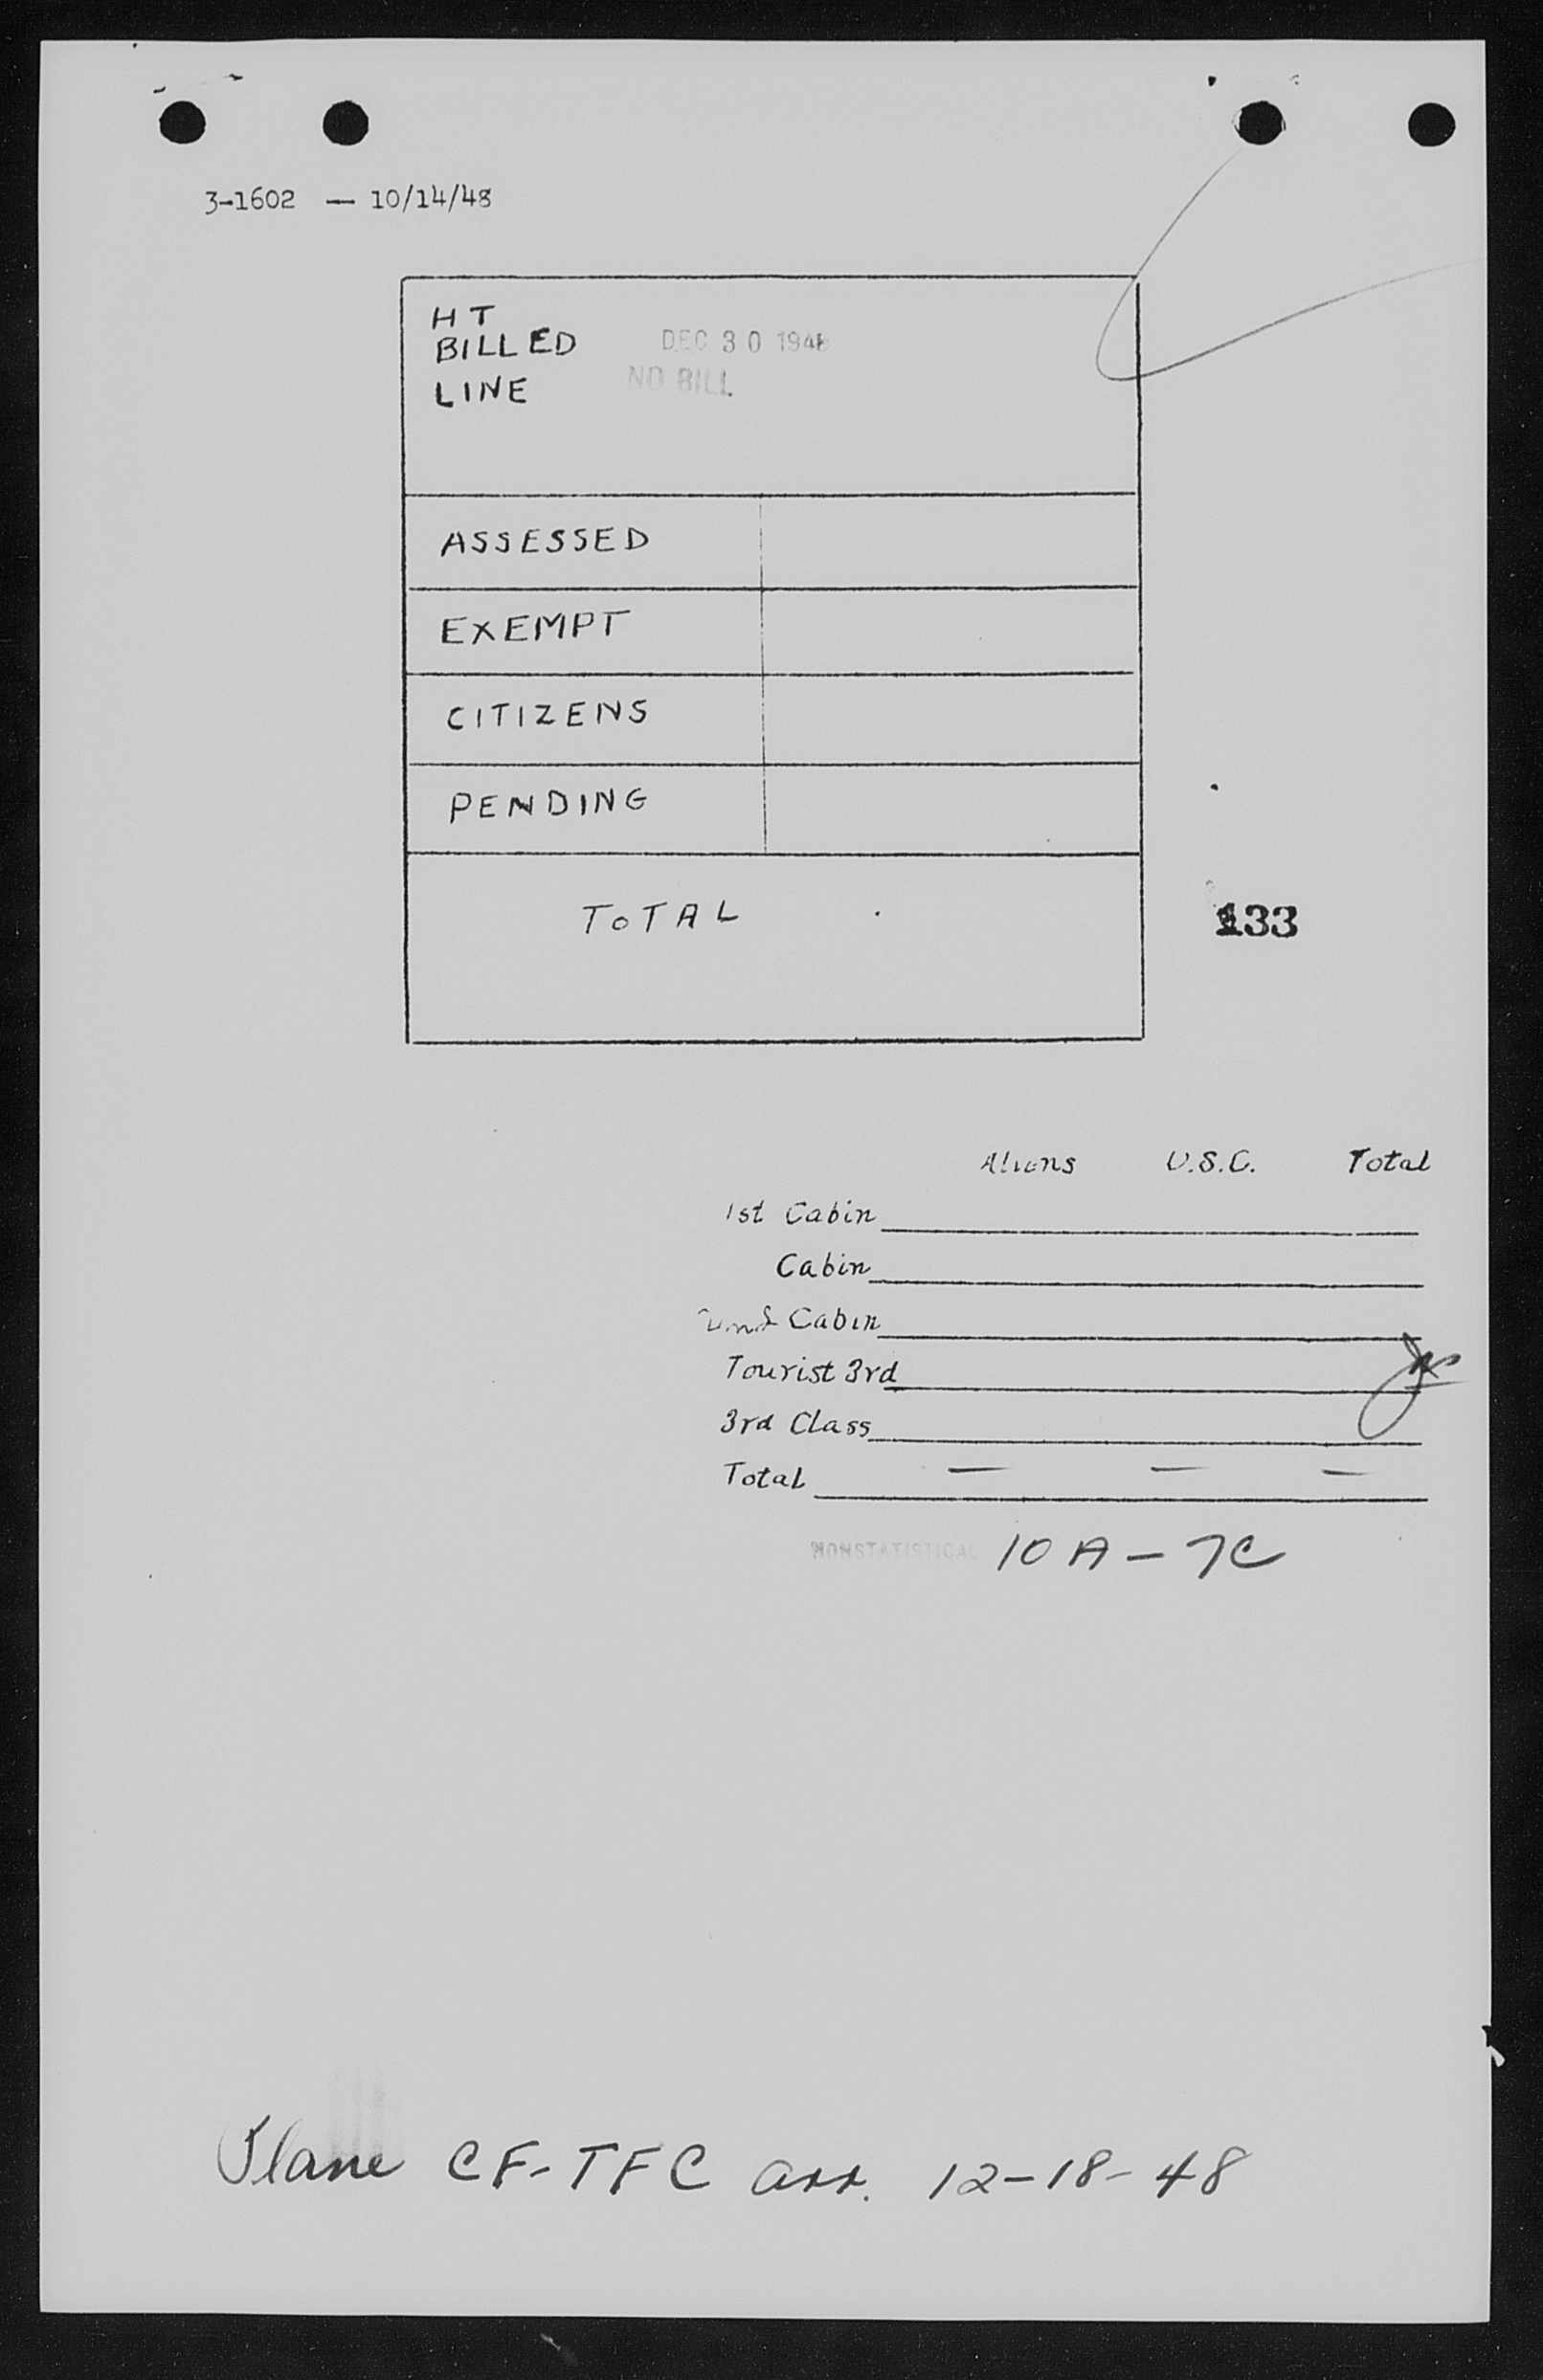 3-1602 — 10/14/48
HT
BILLED DEC 30 1948
LINE NO BILL
ASSESSED
EXEMPT
CITIZENS
PENDING
TOTAL
133
Aliens U.S.C. Total
1st Cabin
Cabin
2nd Cabin
Tourist 3rd
3rd Class
Total — — —
NONSTATISTICAL 10 A - 7C
Plane CF-TFC arr. 12-18-48